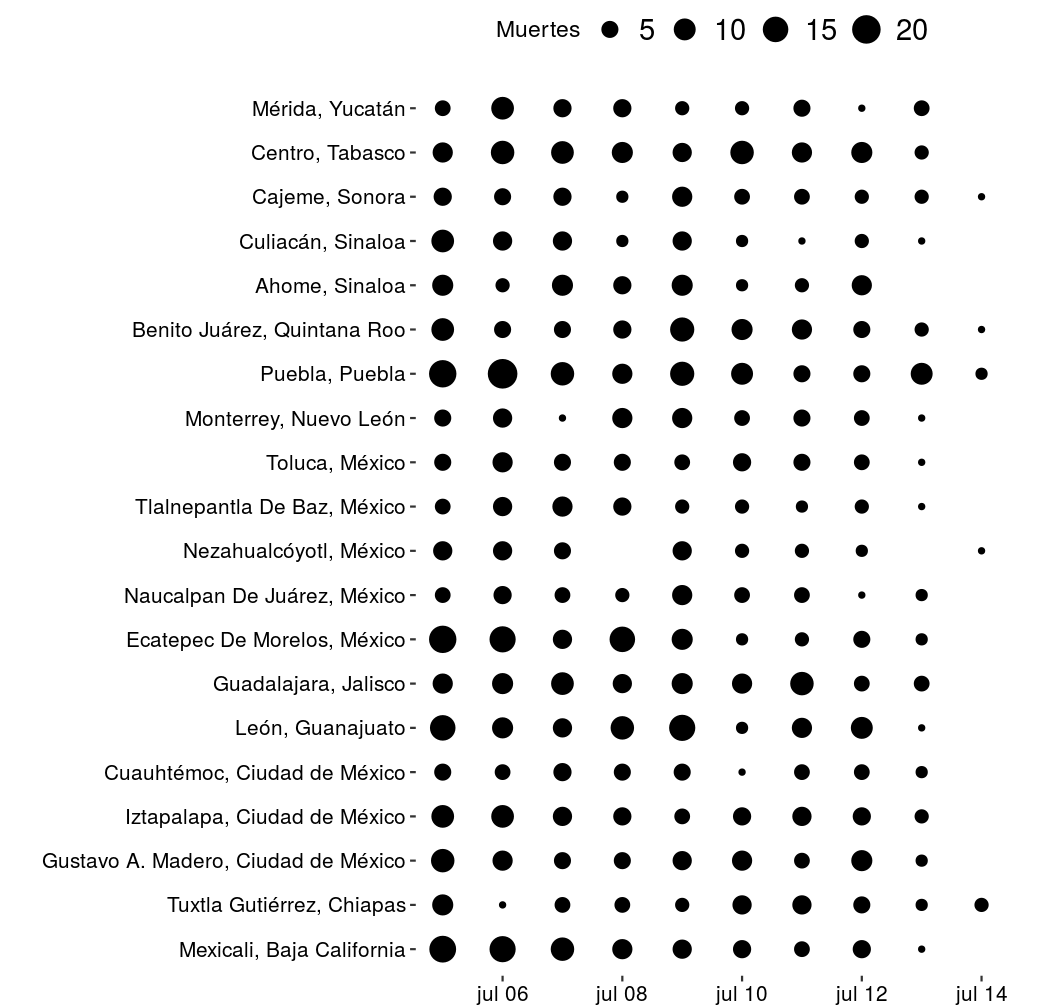 Muertes 5 10 15 20
Mérida, Yucatán
Centro, Tabasco
Cajeme, Sonora
Culiacán, Sinaloa
Ahome, Sinaloa
Benito Juárez, Quintana Roo
Puebla, Puebla
Monterrey, Nuevo León
Toluca, México
Tlalnepantla De Baz, México
Nezahualcóyotl, México
Naucalpan De Juárez, México
Ecatepec De Morelos, México
Guadalajara, Jalisco
León, Guanajuato
Cuauhtémoc, Ciudad de México
Iztapalapa, Ciudad de México
Gustavo A. Madero, Ciudad de México
Tuxtla Gutiérrez, Chiapas
Mexicali, Baja California
jul 06 jul 08 jul 10 jul 12 jul 14